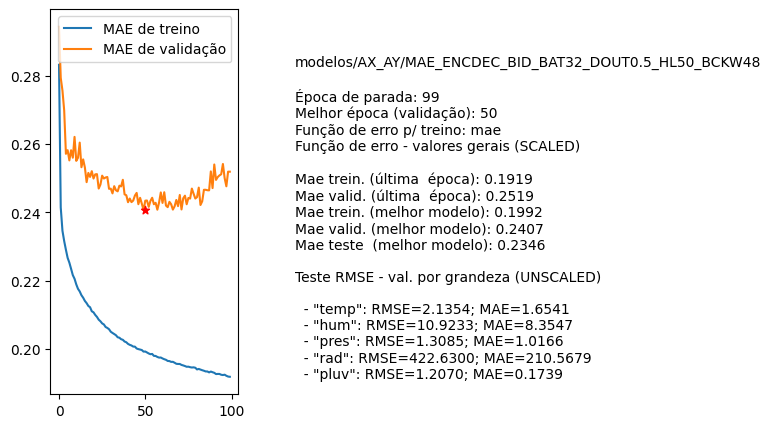 MAE de treino
MAE de validação
0.28
0.26
0.24
0.22
0.20
0
50
100
modelos/AX_AY/MAE_ENCDEC_BID_BAT32_DOUT0.5_HL50_BCKW48
Época de parada: 99
Melhor época (validação): 50
Função de erro p/ treino: mae
Função de erro - valores gerais (SCALED)
Mae trein. (última  época): 0.1919
Mae valid. (última  época): 0.2519
Mae trein. (melhor modelo): 0.1992
Mae valid. (melhor modelo): 0.2407
Mae teste  (melhor modelo): 0.2346
Teste RMSE - val. por grandeza (UNSCALED)
- "temp": RMSE=2.1354; MAE=1.6541
- "hum": RMSE=10.9233; MAE=8.3547
- "pres": RMSE=1.3085; MAE=1.0166
- "rad": RMSE=422.6300; MAE=210.5679
- "pluv": RMSE=1.2070; MAE=0.1739